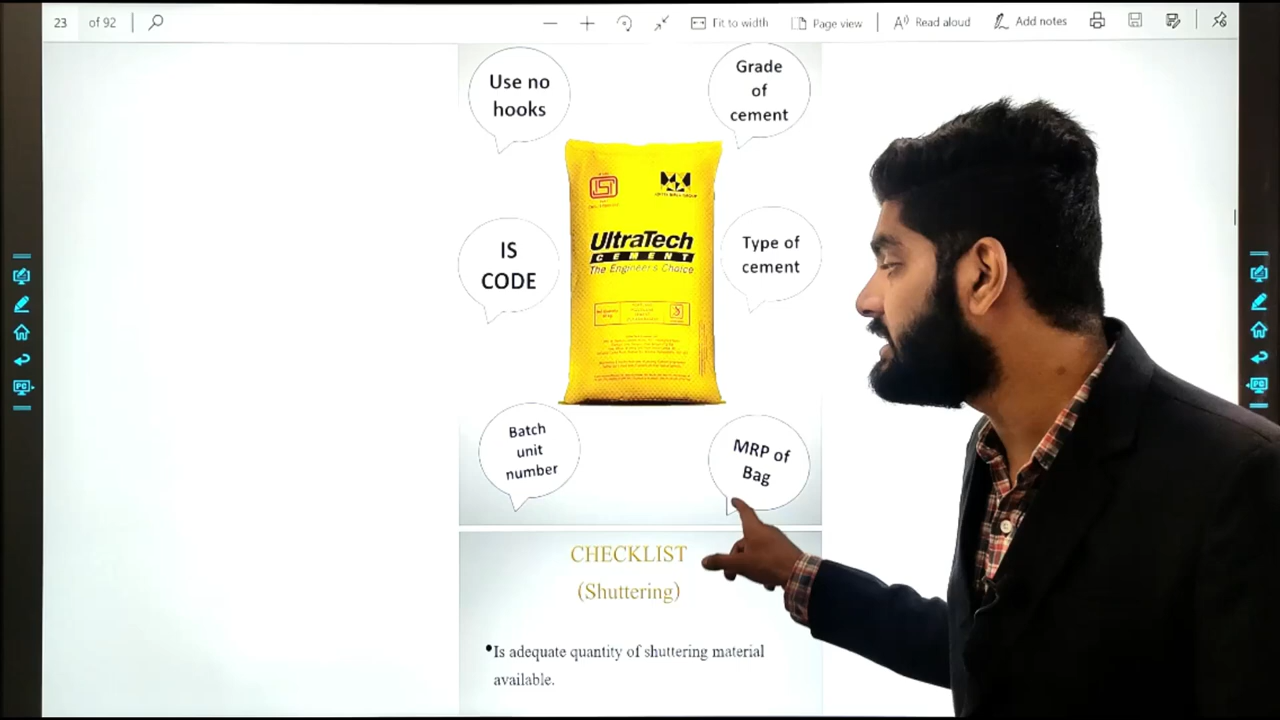 23 of 92
Fit to width
Page view
Read aloud
Add notes
Use no
hooks
Grade
of
cement
UltraTech
CEMENT
The Engineer's Choice
IS
CODE
Type of
cement
Batch
unit
number
MRP of
Bag
CHECKLIST
(Shuttering)
•Is adequate quantity of shuttering material
available.
PC
PC